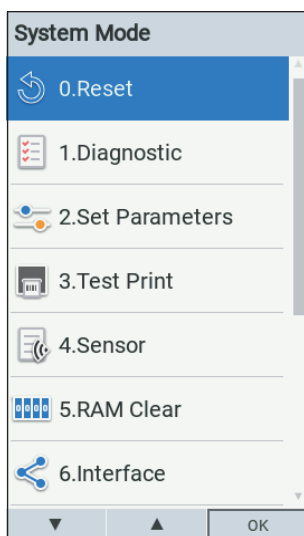 System Mode
0.Reset
1.Diagnostic
2.Set Parameters
3.Test Print
4.Sensor
5.RAM Clear
6.Interface
▼ ▲ OK